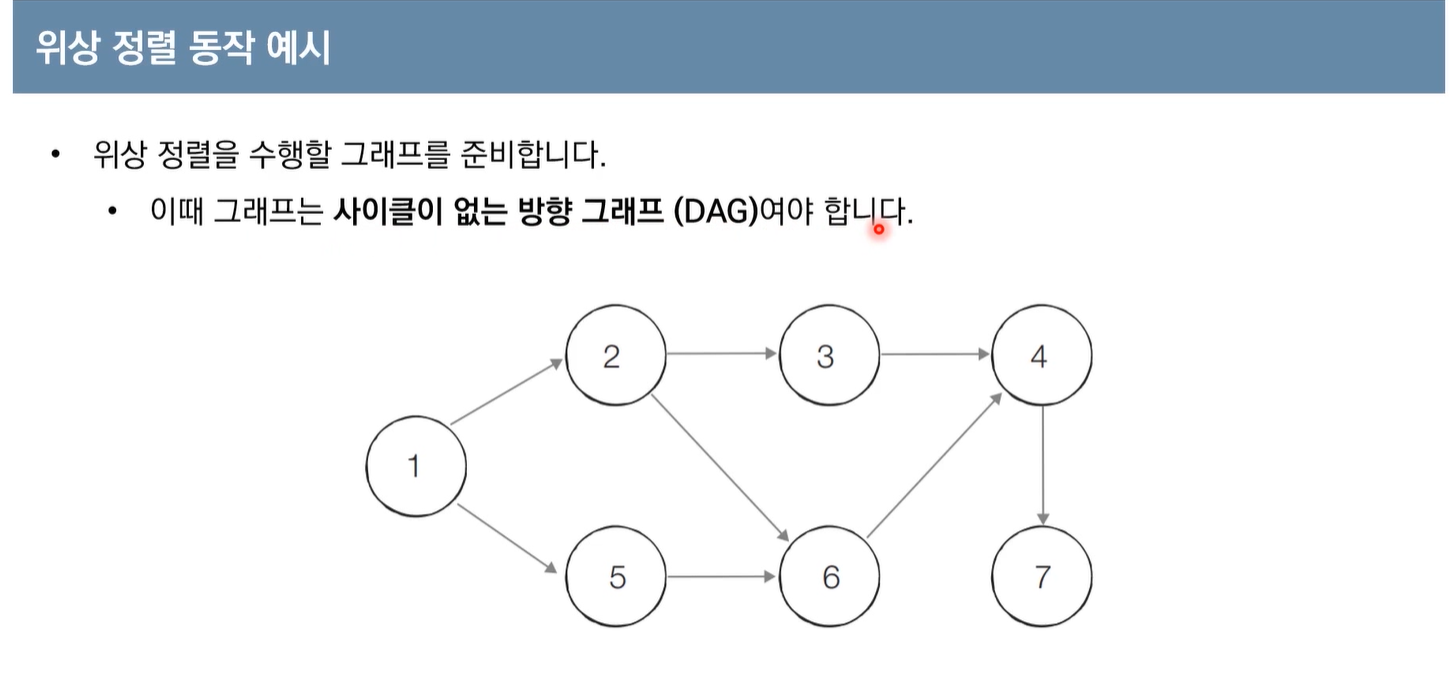 위상 정렬 동작 예시
• 위상 정렬을 수행할 그래프를 준비합니다.
• 이때 그래프는 사이클이 없는 방향 그래프 (DAG)여야 합니다.
2 3 4
1
5 6 7